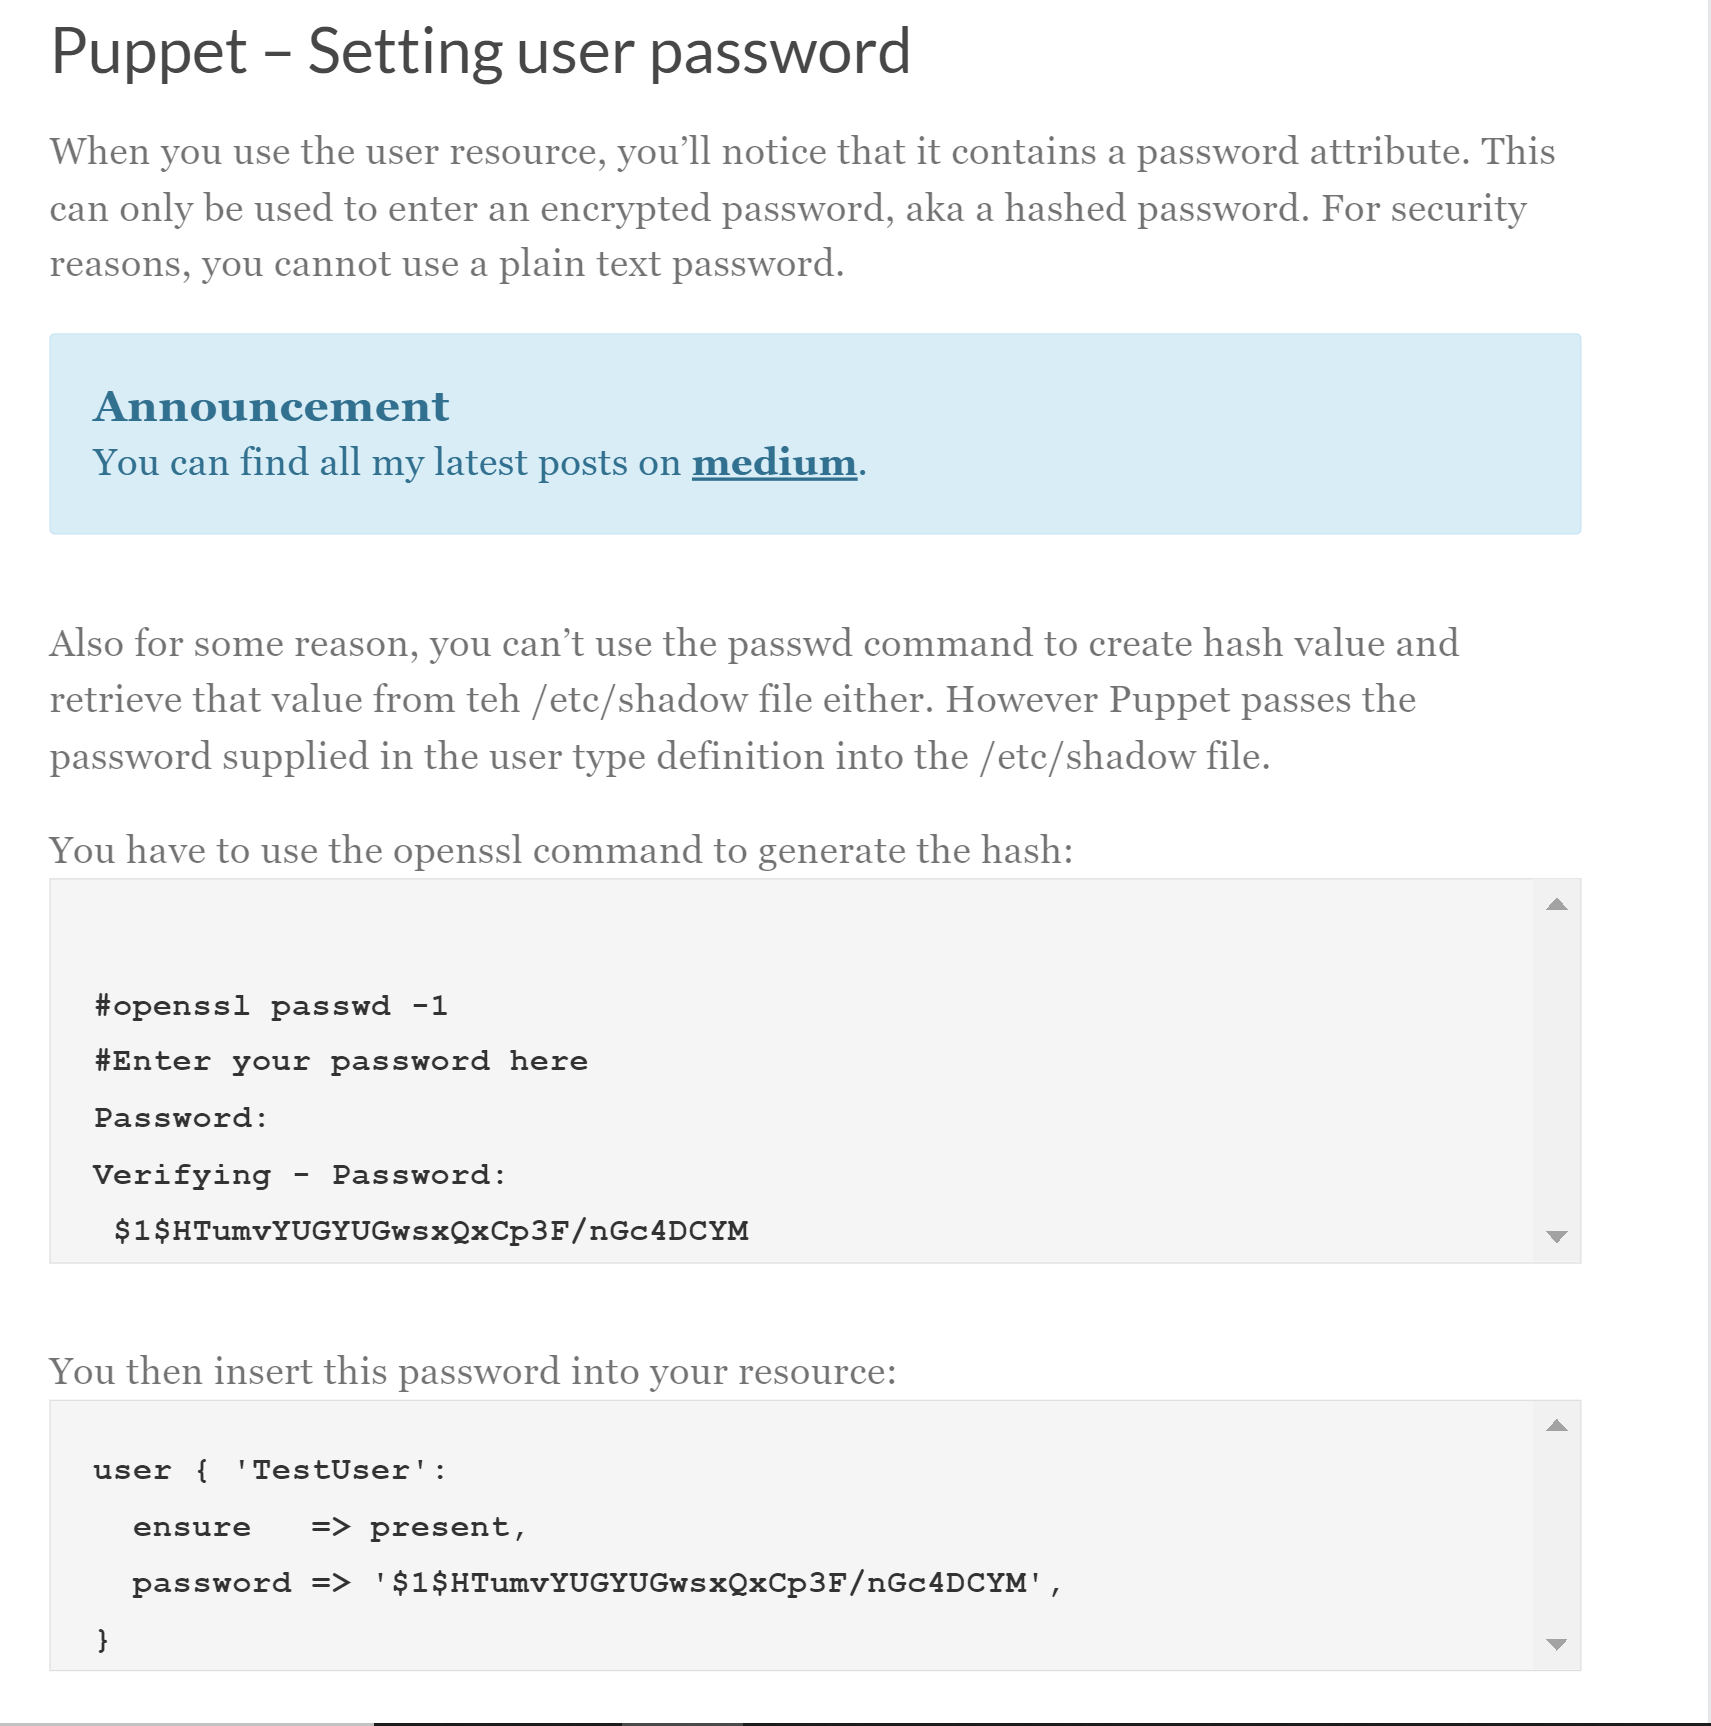 Puppet – Setting user password
When you use the user resource, you’ll notice that it contains a password attribute. This
can only be used to enter an encrypted password, aka a hashed password. For security
reasons, you cannot use a plain text password.
Announcement
You can find all my latest posts on medium.
Also for some reason, you can’t use the passwd command to create hash value and
retrieve that value from teh /etc/shadow file either. However Puppet passes the
password supplied in the user type definition into the /etc/shadow file.
You have to use the openssl command to generate the hash:
#openssl passwd -1
#Enter your password here
Password:
Verifying - Password:
 $1$HTumvYUGYUGwsxQxCp3F/nGc4DCYM
You then insert this password into your resource:
user { 'TestUser':
  ensure   => present,
  password => '$1$HTumvYUGYUGwsxQxCp3F/nGc4DCYM',
}